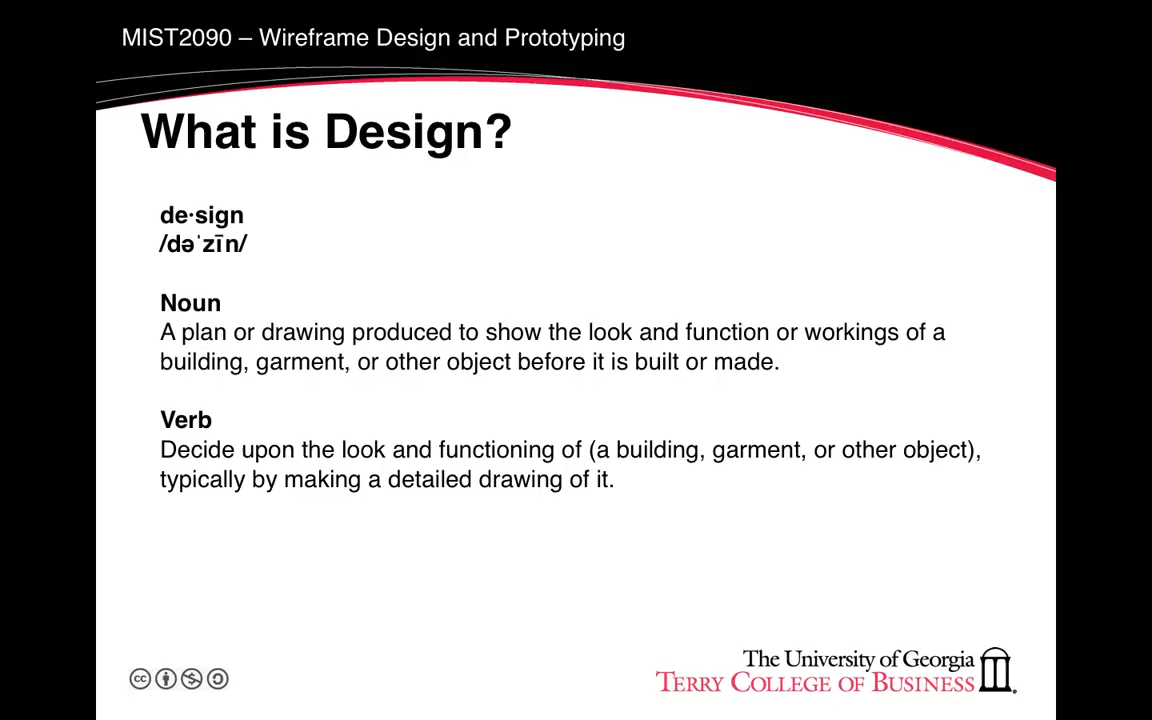 MIST2090 – Wireframe Design and Prototyping
What is Design?
de·sign
/dəˈzīn/
Noun
A plan or drawing produced to show the look and function or workings of a
building, garment, or other object before it is built or made.
Verb
Decide upon the look and functioning of (a building, garment, or other object),
typically by making a detailed drawing of it.
The University of Georgia
TERRY COLLEGE OF BUSINESS
cc